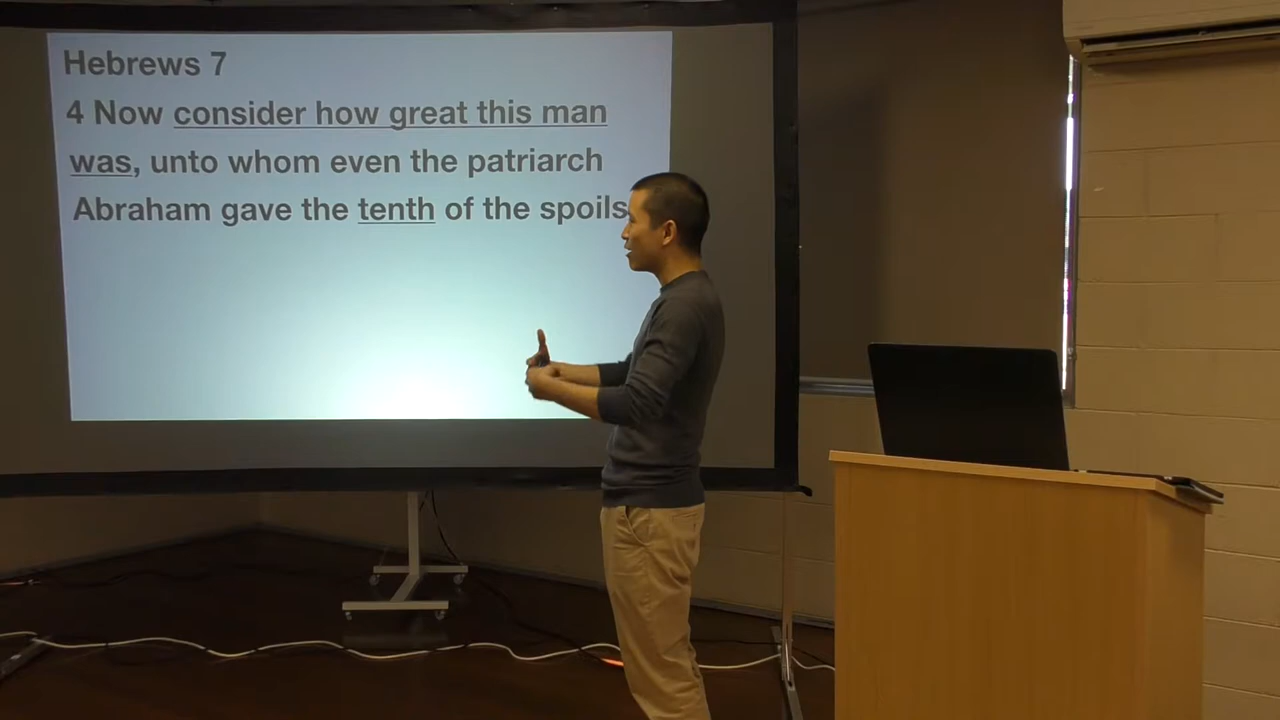 Hebrews 7
4 Now consider how great this man
was, unto whom even the patriarch
Abraham gave the tenth of the spoils